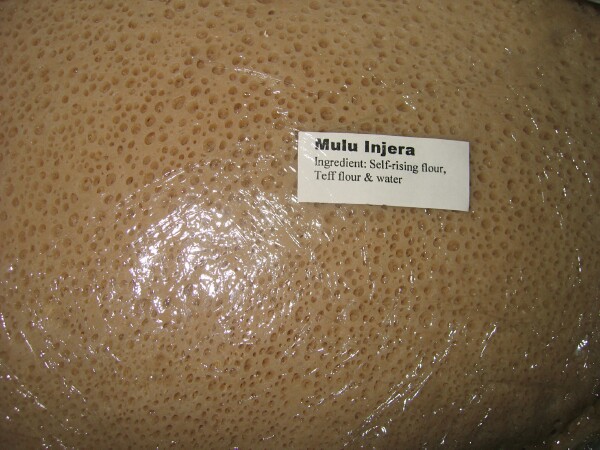 Mulu Injera
Ingredient: Self-rising flour,
Teff flour & water